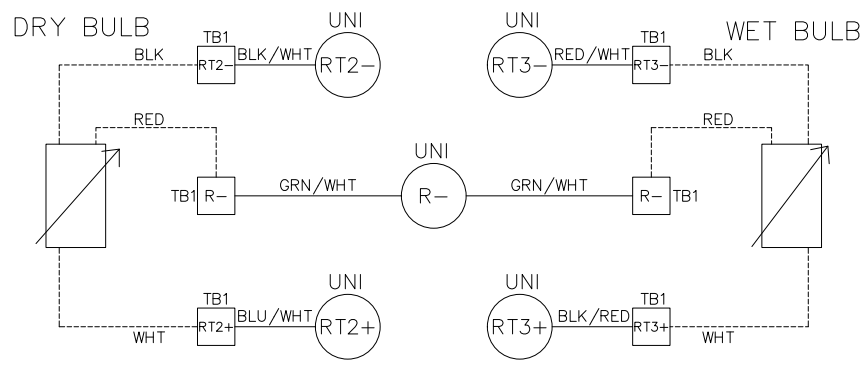 DRY BULB
UNI
UNI
WET BULB
TB1
TB1
BLK
RT2-
BLK/WHT
RT2-
RT3-
RED/WHT
RT3-
BLK
RED
RED
UNI
TB1
R-
GRN/WHT
R-
GRN/WHT
R-
TB1
UNI
UNI
TB1
TB1
WHT
RT2+
BLU/WHT
RT2+
RT3+
BLK/RED
RT3+
WHT